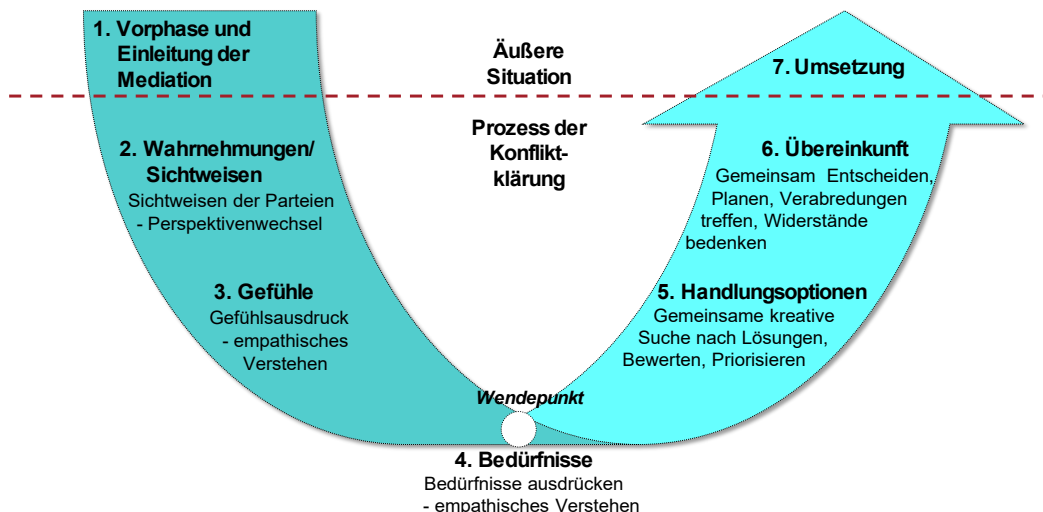 1. Vorphase und
Einleitung der
Mediation
Äußere
Situation
7. Umsetzung
Prozess der
Konflikt-
klärung
2. Wahrnehmungen/
Sichtweisen
Sichtweisen der Parteien
- Perspektivenwechsel
3. Gefühle
Gefühlsausdruck
- empathisches
Verstehen
Wendepunkt
4. Bedürfnisse
Bedürfnisse ausdrücken
- empathisches Verstehen
5. Handlungsoptionen
Gemeinsame kreative
Suche nach Lösungen,
Bewerten, Priorisieren
6. Übereinkunft
Gemeinsam Entscheiden,
Planen, Verabredungen
treffen, Widerstände
bedenken